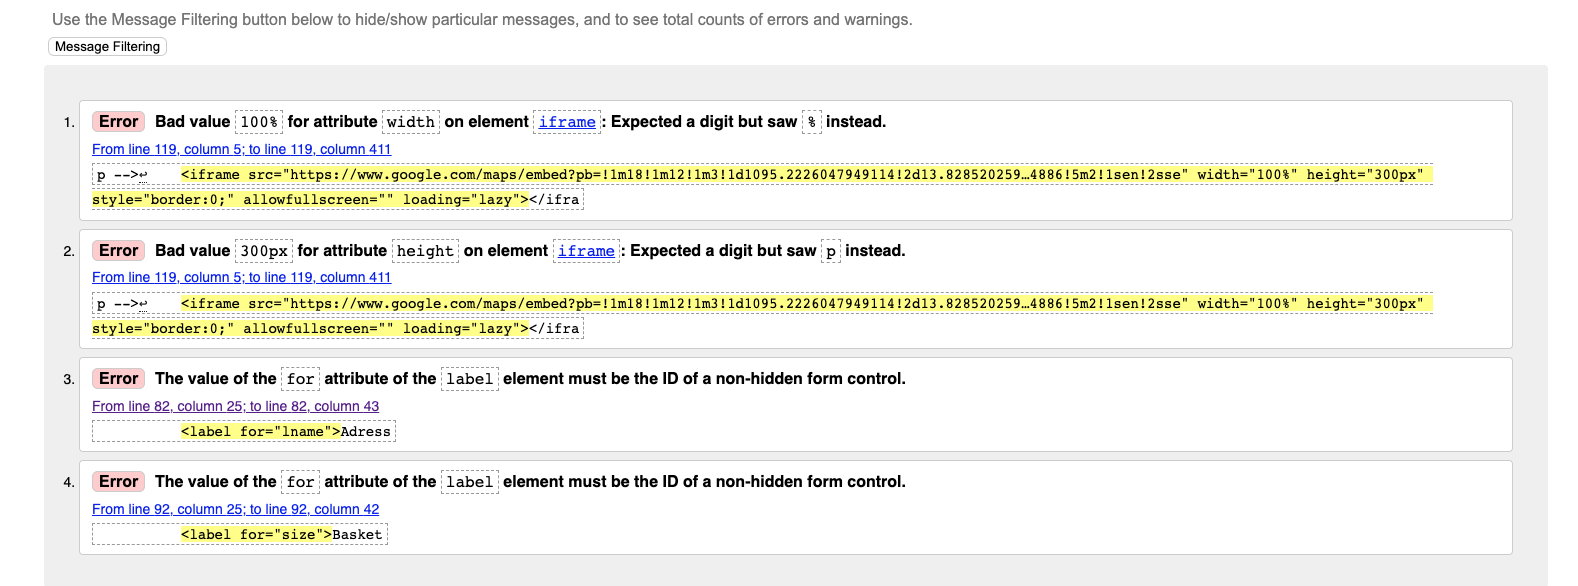 Use the Message Filtering button below to hide/show particular messages, and to see total counts of errors and warnings.
Message Filtering
1. Error Bad value 100% for attribute width on element iframe: Expected a digit but saw % instead.
From line 119, column 5; to line 119, column 411
p -->↩ <iframe src="https://www.google.com/maps/embed?pb=!1m18!1m12!1m3!1d1095.2226047949114!2d13.828520259…4886!5m2!1sen!2sse" width="100%" height="300px"
style="border:0;" allowfullscreen="" loading="lazy"></ifra
2. Error Bad value 300px for attribute height on element iframe: Expected a digit but saw p instead.
From line 119, column 5; to line 119, column 411
p -->↩ <iframe src="https://www.google.com/maps/embed?pb=!1m18!1m12!1m3!1d1095.2226047949114!2d13.828520259…4886!5m2!1sen!2sse" width="100%" height="300px"
style="border:0;" allowfullscreen="" loading="lazy"></ifra
3. Error The value of the for attribute of the label element must be the ID of a non-hidden form control.
From line 82, column 25; to line 82, column 43
<label for="lname">Adress
4. Error The value of the for attribute of the label element must be the ID of a non-hidden form control.
From line 92, column 25; to line 92, column 42
<label for="size">Basket